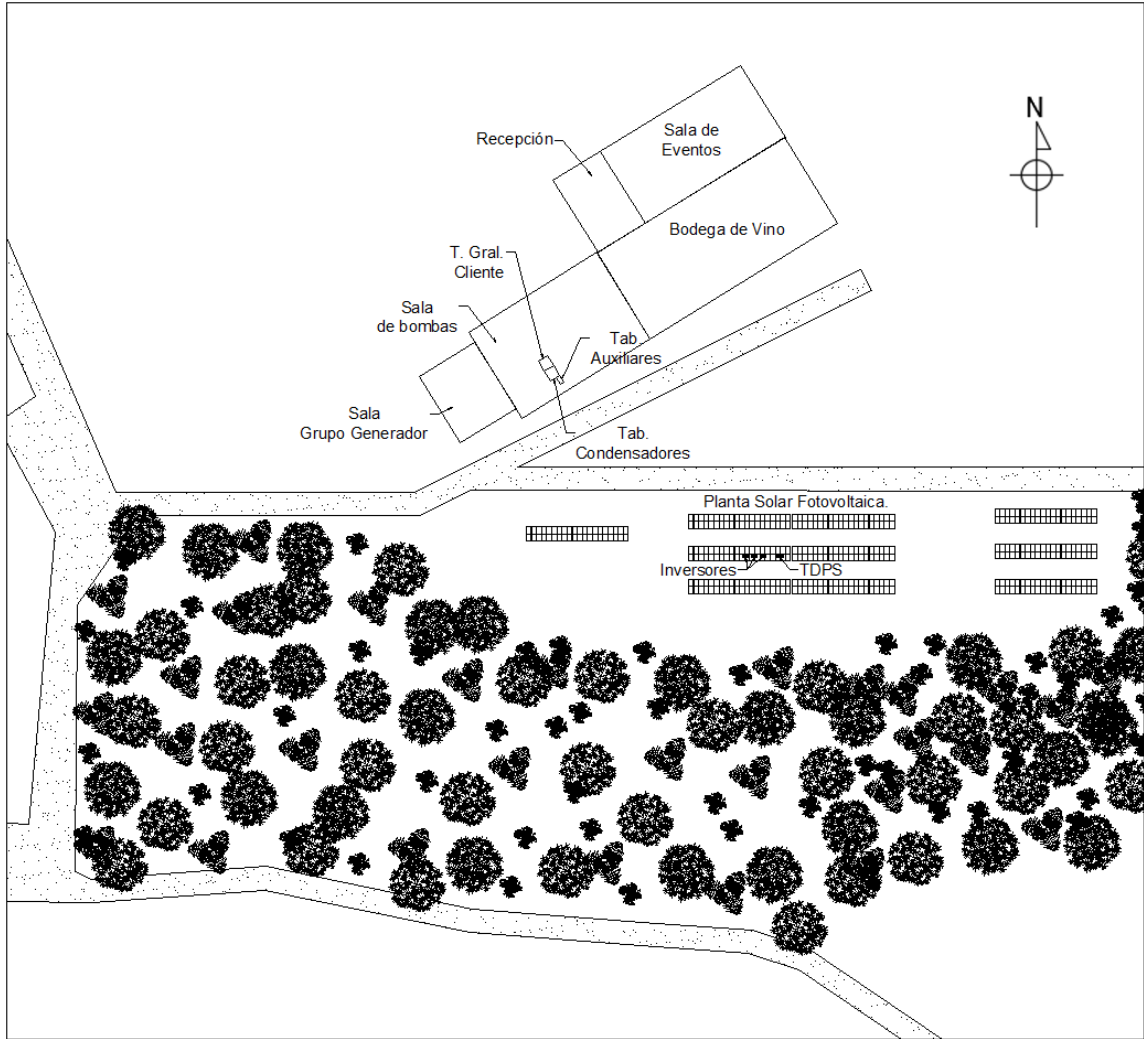 N
Sala de
Eventos
Recepción
Bodega de Vino
T. Gral.
Cliente
Sala
de bombas
Tab.
Auxiliares
Sala
Grupo Generador
Tab.
Condensadores
Planta Solar Fotovoltaica.
Inversores
TDPS